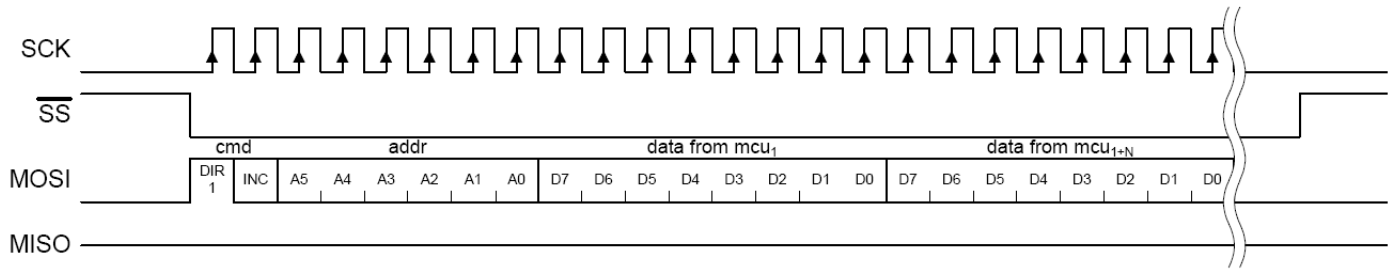 SCK
SS
cmd addr data from mcu1 data from mcu1+N
MOSI DIR 1 INC A5 A4 A3 A2 A1 A0 D7 D6 D5 D4 D3 D2 D1 D0 D7 D6 D5 D4 D3 D2 D1 D0
MISO